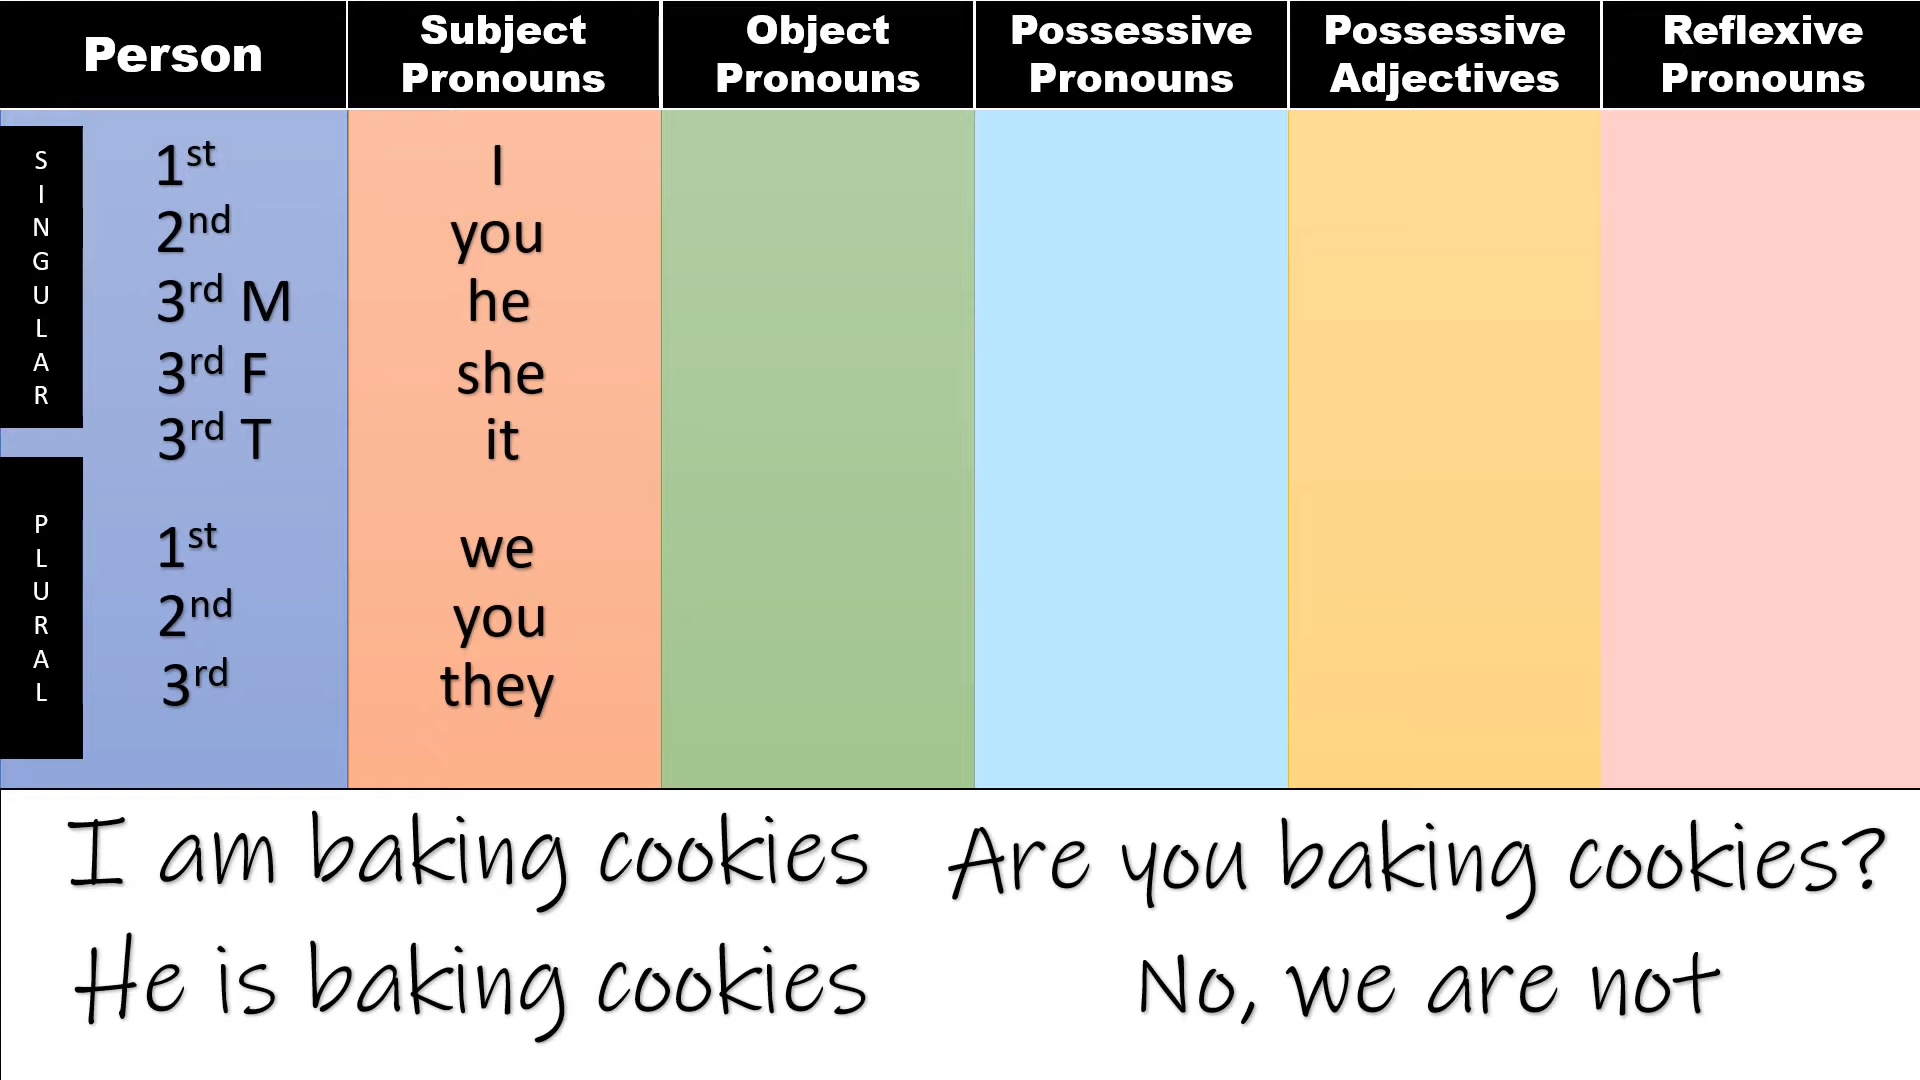 Person
Subject
Pronouns
Object
Pronouns
Possessive
Pronouns
Possessive
Adjectives
Reflexive
Pronouns
SINGULAR
1st I
2nd you
3rd M he
3rd F she
3rd T it
PLURAL
1st we
2nd you
3rd they
I am baking cookies
He is baking cookies
Are you baking cookies?
No, we are not